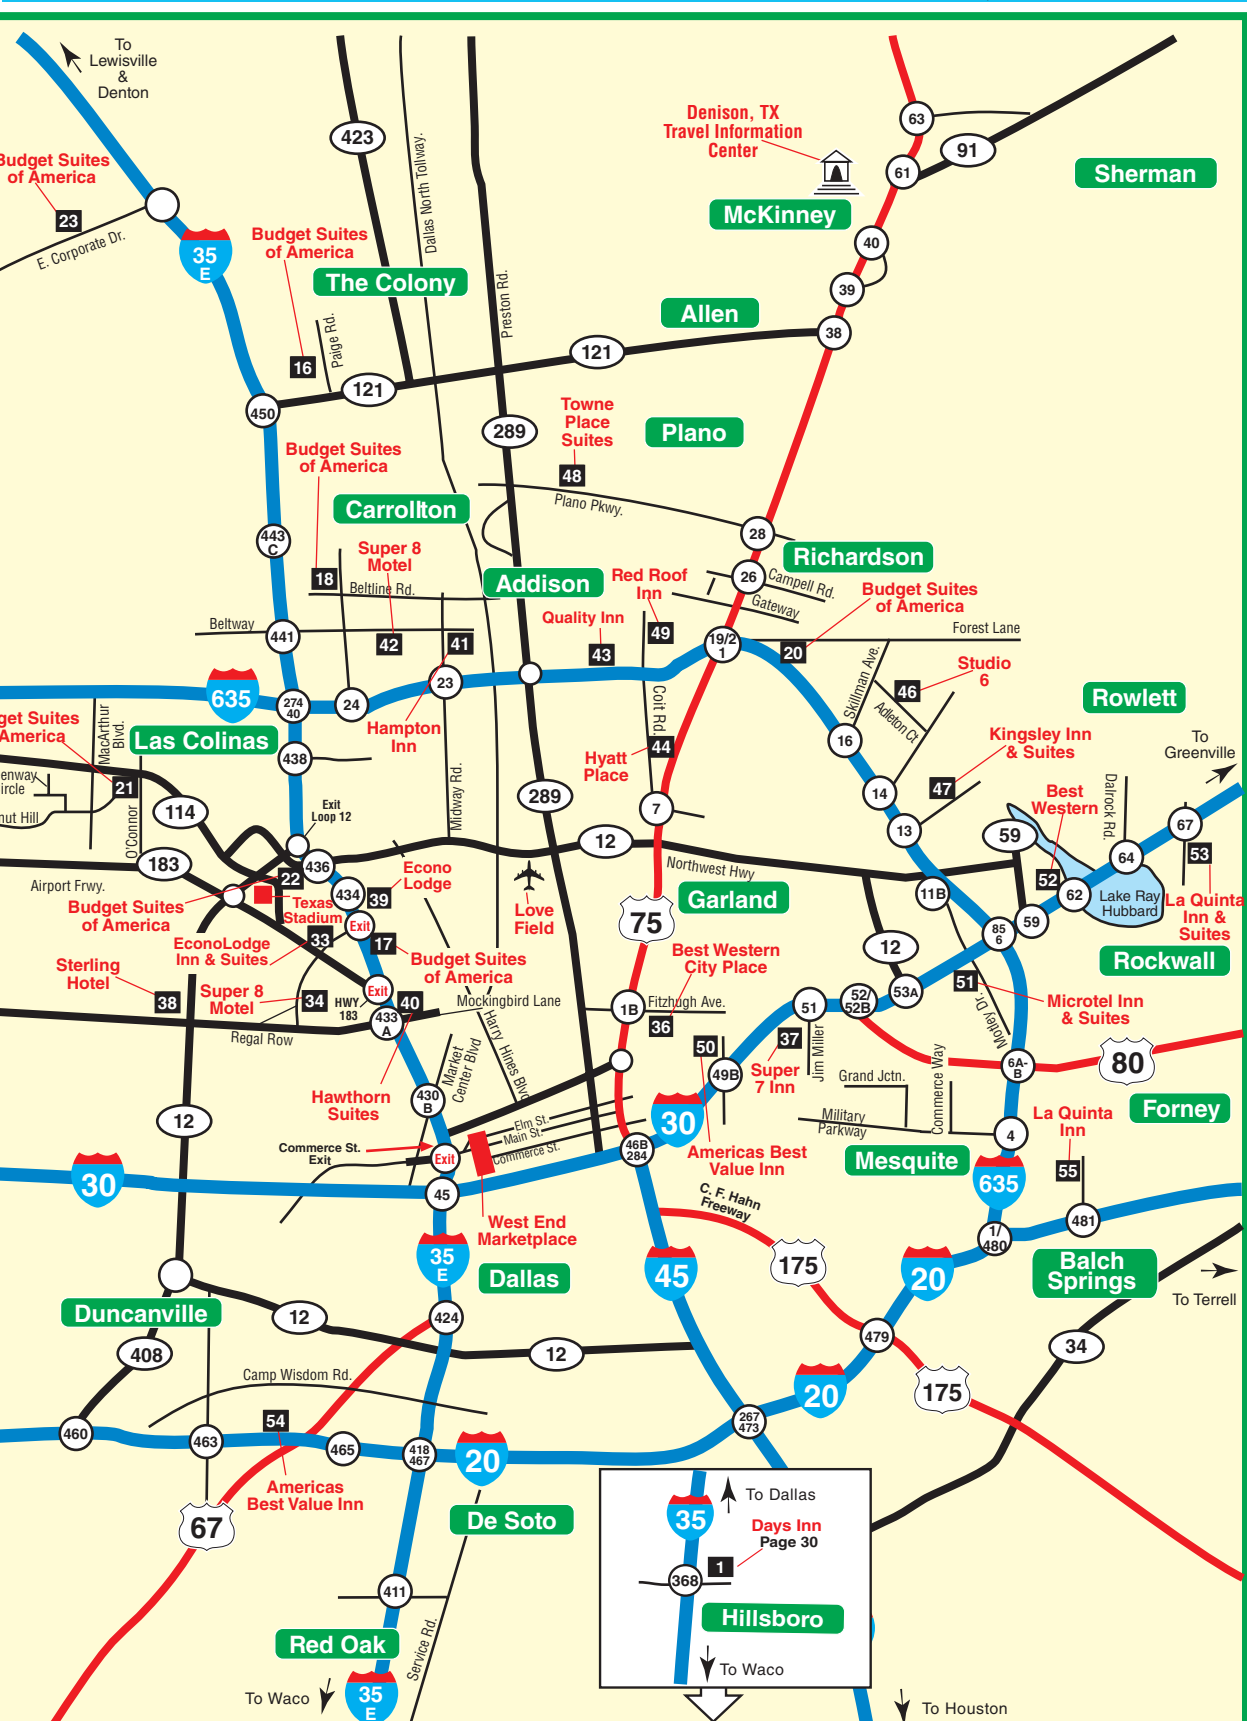 To
Lewisville
&
Denton
423
Dallas North Tollway.
Denison, TX
Travel Information
Center
63
91
61
Sherman
Budget Suites
of America
23
E. Corporate Dr.
35
E
Budget Suites
of America
The Colony
McKinney
40
39
Preston Rd.
Allen
38
Paige Rd.
16
121
121
450
Towne
Place
Suites
289
Plano
48
Budget Suites
of America
Plano Pkwy.
Carrollton
443
C
28
Richardson
Super 8
Motel
18
Beltline Rd.
Addison
Red Roof
Inn
26
Campell Rd.
Gateway
Budget Suites
of America
Quality Inn
Beltway
441
42
41
43
49
19/2
1
20
Forest Lane
Skillman Ave.
Studio
6
46
Adleton Ct
635
274
40
24
23
Coit Rd.
Rowlett
get Suites
America
MacArthur
Blvd.
Las Colinas
Hampton
Inn
438
Hyatt
Place
44
16
Kingsley Inn
& Suites
To
Greenville
enway
ircle
21
nut Hill
114
O'Connor
Exit
Loop 12
Midway Rd.
289
7
14
47
Best
Western
Dalrock Rd.
13
67
183
436
12
Northwest Hwy
59
64
53
Airport Frwy.
22
434
39
Econo
Lodge
Love
Field
Garland
11B
52
62
Lake Ray
Hubbard
La Quinta
Inn &
Suites
Budget Suites
of America
Texas
Stadium
Exit
75
59
85
6
EconoLodge
Inn & Suites
33
17
Budget Suites
of America
Best Western
City Place
12
Rockwall
Sterling
Hotel
38
Super 8
Motel
34
HWY
183
Exit
40
Mockingbird Lane
1B
Fitzhugh Ave.
36
51
52/
52B
53A
51
Microtel Inn
& Suites
Regal Row
433
A
Harry Hines Blvd
Market
Center Blvd
50
37
Jim Miller
Motley Dr.
Commerce Way
80
Hawthorn
Suites
430
B
49B
Super
7 Inn
Grand Jctn.
6A-
B
12
Elm St.
Main St.
Commerce St.
30
Military
Parkway
La Quinta
Inn
Forney
4
Commerce St.
Exit
Exit
46B
284
Americas Best
Value Inn
Mesquite
55
30
45
C. F. Hahn
Freeway
635
West End
Marketplace
1/
480
481
35
E
Dallas
45
175
20
Balch
Springs
To Terrell
Duncanville
12
424
479
34
408
12
Camp Wisdom Rd.
20
175
460
463
54
465
418
467
20
267
473
Americas
Best Value Inn
67
De Soto
35
To Dallas
Days Inn
Page 30
1
368
411
Hillsboro
Red Oak
Service Rd.
To Waco
To Waco
35
E
To Houston